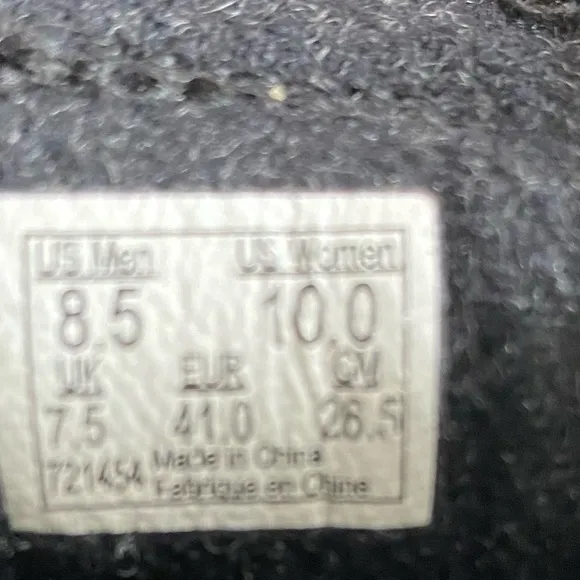 US Men US Women
8.5 10.0
UK EUR CM
7.5 41.0 26.5
721454 Made in China
Fabriqué en Chine